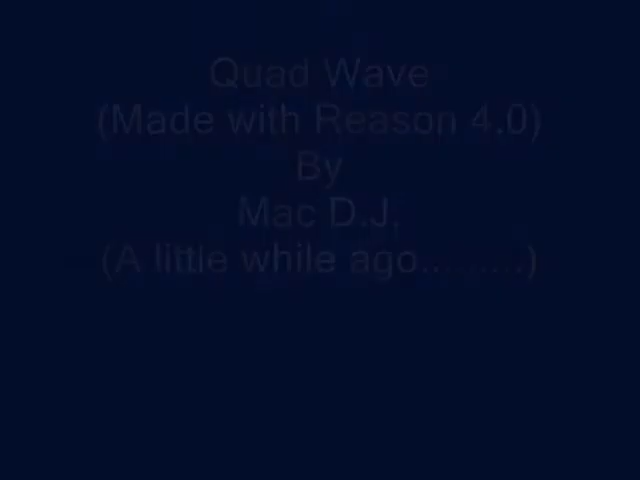 Quad Wave
(Made with Reason 4.0)
By
Mac D.J.
(A little while ago..........)